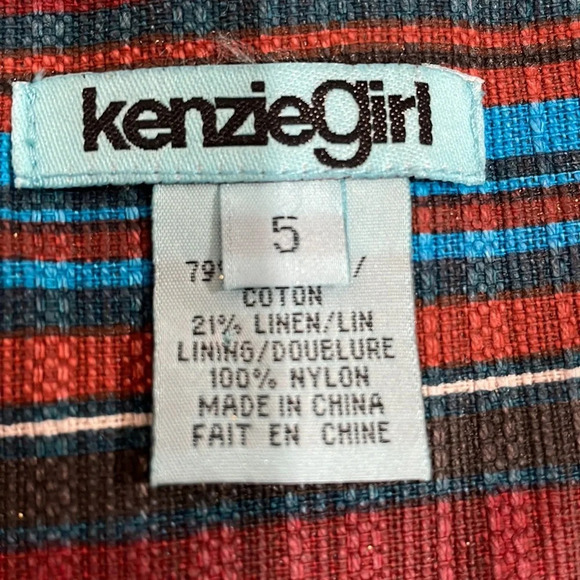 kenziegirl
5
79 /
COTON
21% LINEN/LIN
LINING/DOUBLURE
100% NYLON
MADE IN CHINA
FAIT EN CHINE